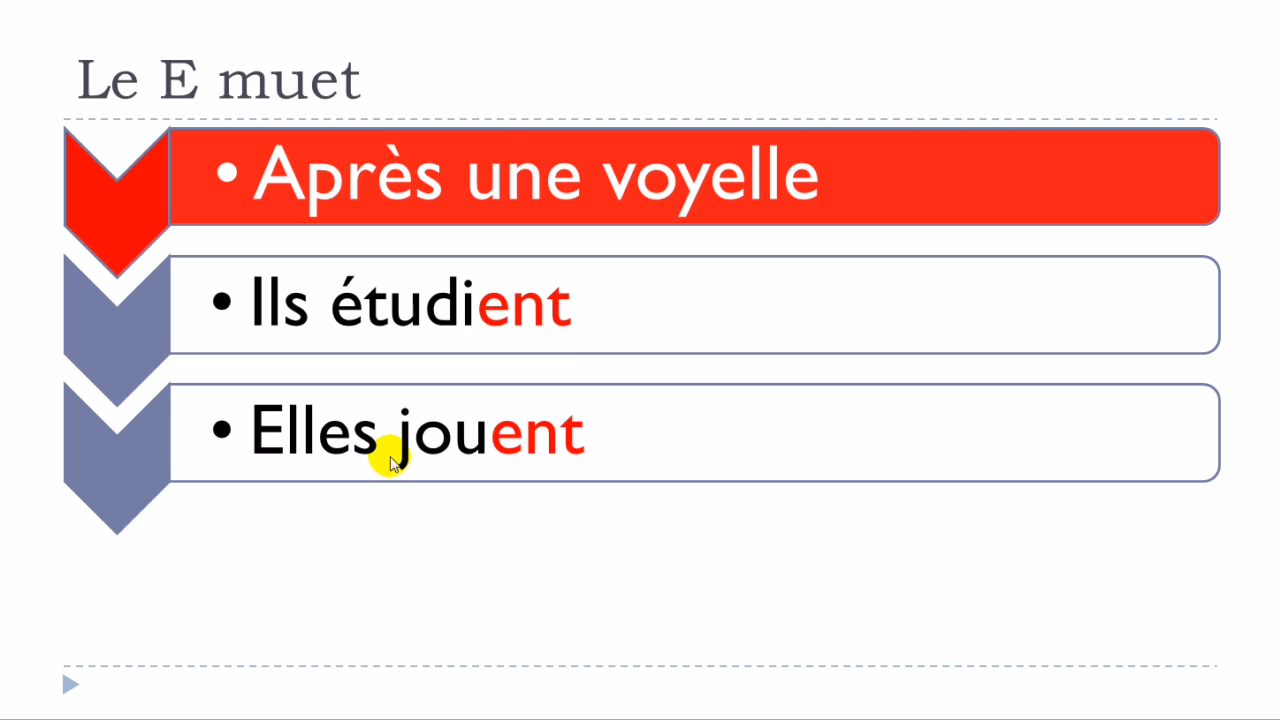 Le E muet
• Après une voyelle
• Ils étudient
• Elles jouent